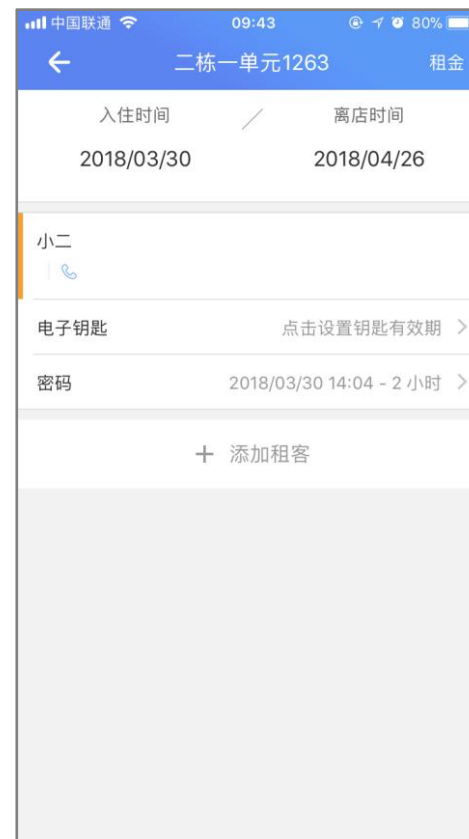 中国联通 09:43 80%
二栋一单元1263 租金
入住时间 离店时间
2018/03/30 2018/04/26
小二
电子钥匙 点击设置钥匙有效期
密码 2018/03/30 14:04 - 2 小时
+ 添加租客